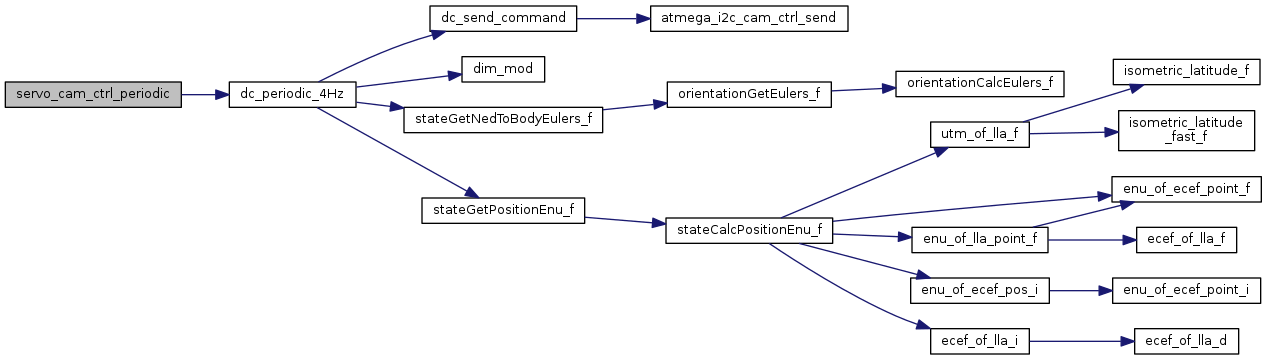 servo_cam_ctrl_periodic
dc_periodic_4Hz
dc_send_command
atmega_i2c_cam_ctrl_send
dim_mod
stateGetNedToBodyEulers_f
orientationGetEulers_f
orientationCalcEulers_f
stateGetPositionEnu_f
stateCalcPositionEnu_f
utm_of_lla_f
isometric_latitude_f
isometric_latitude
_fast_f
enu_of_ecef_point_f
enu_of_lla_point_f
ecef_of_lla_f
enu_of_ecef_pos_i
enu_of_ecef_point_i
ecef_of_lla_i
ecef_of_lla_d